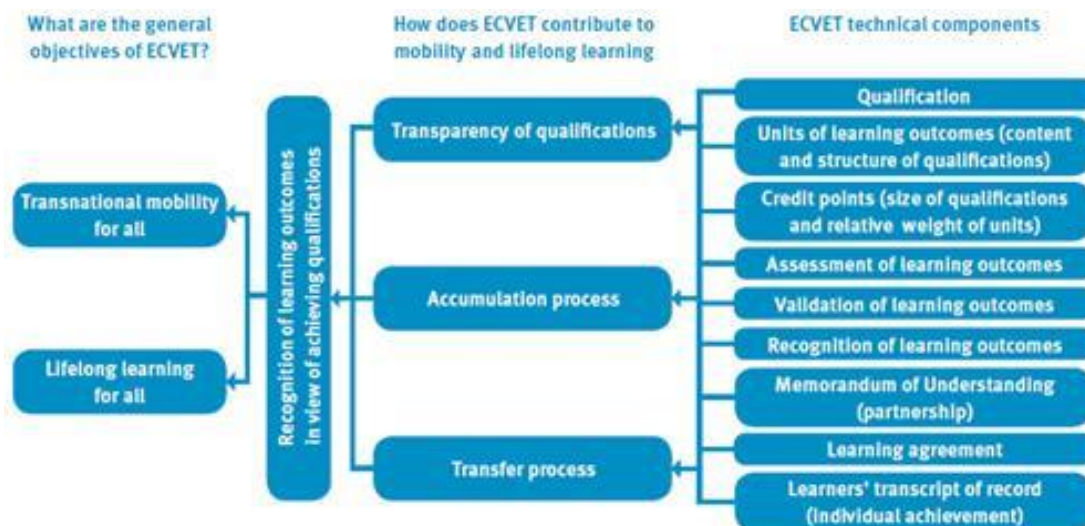 What are the general
objectives of ECVET?
How does ECVET contribute to
mobility and lifelong learning
ECVET technical components
Transnational mobility
for all
Lifelong learning
for all
Recognition of learning outcomes
in view of achieving qualifications
Transparency of qualifications
Accumulation process
Transfer process
Qualification
Units of learning outcomes (content
and structure of qualifications)
Credit points (size of qualifications
and relative weight of units)
Assessment of learning outcomes
Validation of learning outcomes
Recognition of learning outcomes
Memorandum of Understanding
(partnership)
Learning agreement
Learners' transcript of record
(individual achievement)